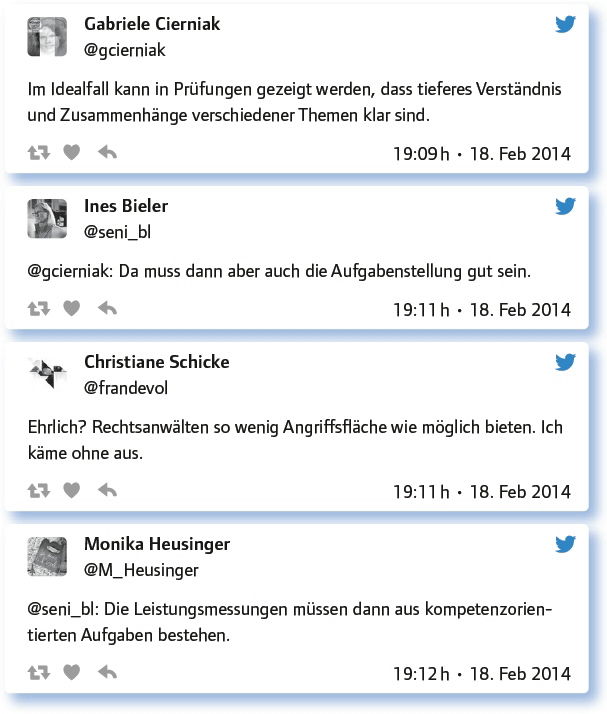 Gabriele Cierniak
@gcierniak
Im Idealfall kann in Prüfungen gezeigt werden, dass tieferes Verständnis
und Zusammenhänge verschiedener Themen klar sind.
19:09 h • 18. Feb 2014
Ines Bieler
@seni_bl
@gcierniak: Da muss dann aber auch die Aufgabenstellung gut sein.
19:11 h • 18. Feb 2014
Christiane Schicke
@frandevol
Ehrlich? Rechtsanwälten so wenig Angriffsfläche wie möglich bieten. Ich
käme ohne aus.
19:11 h • 18. Feb 2014
Monika Heusinger
@M_Heusinger
@seni_bl: Die Leistungsmessungen müssen dann aus kompetenzorien-
tierten Aufgaben bestehen.
19:12 h • 18. Feb 2014